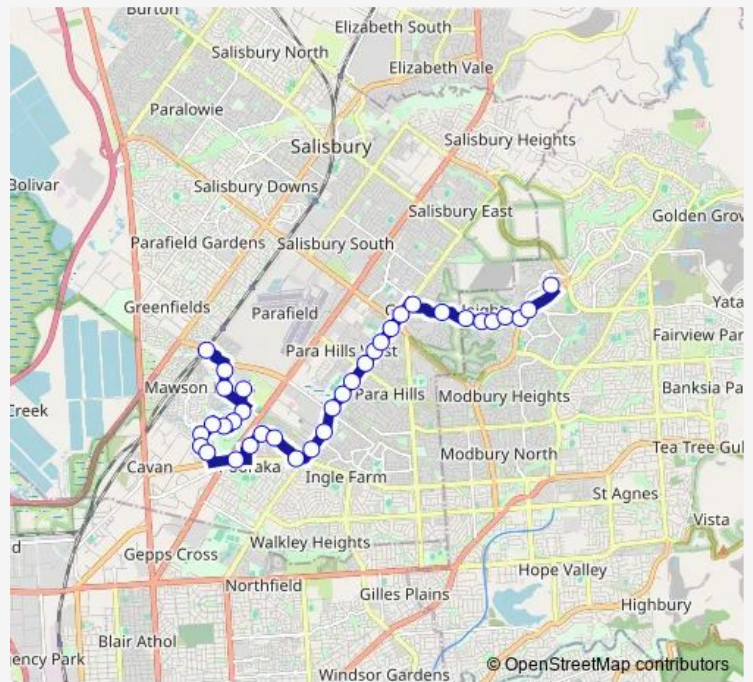 Burton
Elizabeth South
Salisbury North
Elizabeth Vale
Paralowie
Salisbury
Salisbury Heights
Bolivar
Salisbury Downs
Salisbury East
Golden Grov
Parafield Gardens
Salisbury South
Greenfields
Parafield
Yata
Para Hills West
Fairview Par
Mawson
Para Hills
Modbury Heights
Banksia Pa
Creek
Modbury North
Tea Tree Gul
Cavan
Ingle Farm
St Agnes
Vista
Walkley Heights
Gepps Cross
Northfield
Hope Valley
Gilles Plains
Highbury
Blair Athol
ency Park
Windsor Gardens
© OpenStreetMap contributors